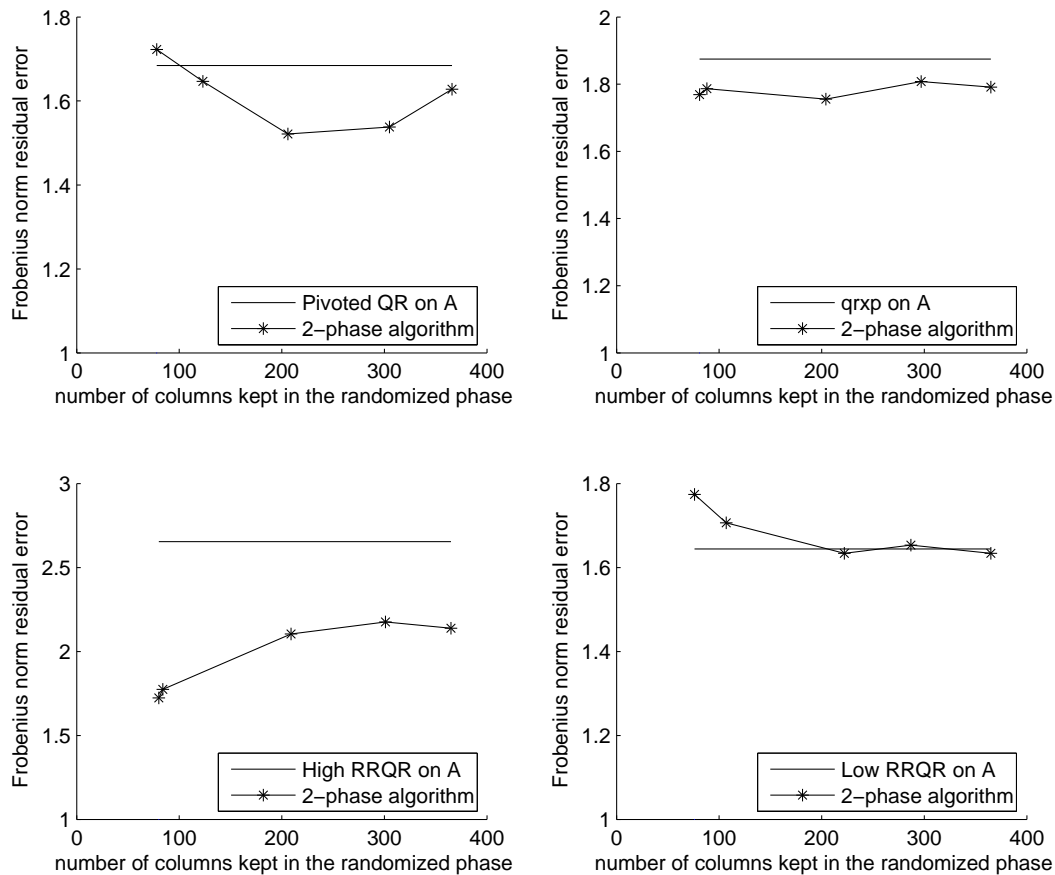 Frobenius norm residual error
1.8
1.6
1.4
1.2
1
0
100
200
300
400
number of columns kept in the randomized phase
Pivoted QR on A
2−phase algorithm
Frobenius norm residual error
2
1.8
1.6
1.4
1.2
1
0
100
200
300
400
number of columns kept in the randomized phase
qrxp on A
2−phase algorithm
Frobenius norm residual error
3
2.5
2
1.5
1
0
100
200
300
400
number of columns kept in the randomized phase
High RRQR on A
2−phase algorithm
Frobenius norm residual error
1.8
1.6
1.4
1.2
1
0
100
200
300
400
number of columns kept in the randomized phase
Low RRQR on A
2−phase algorithm